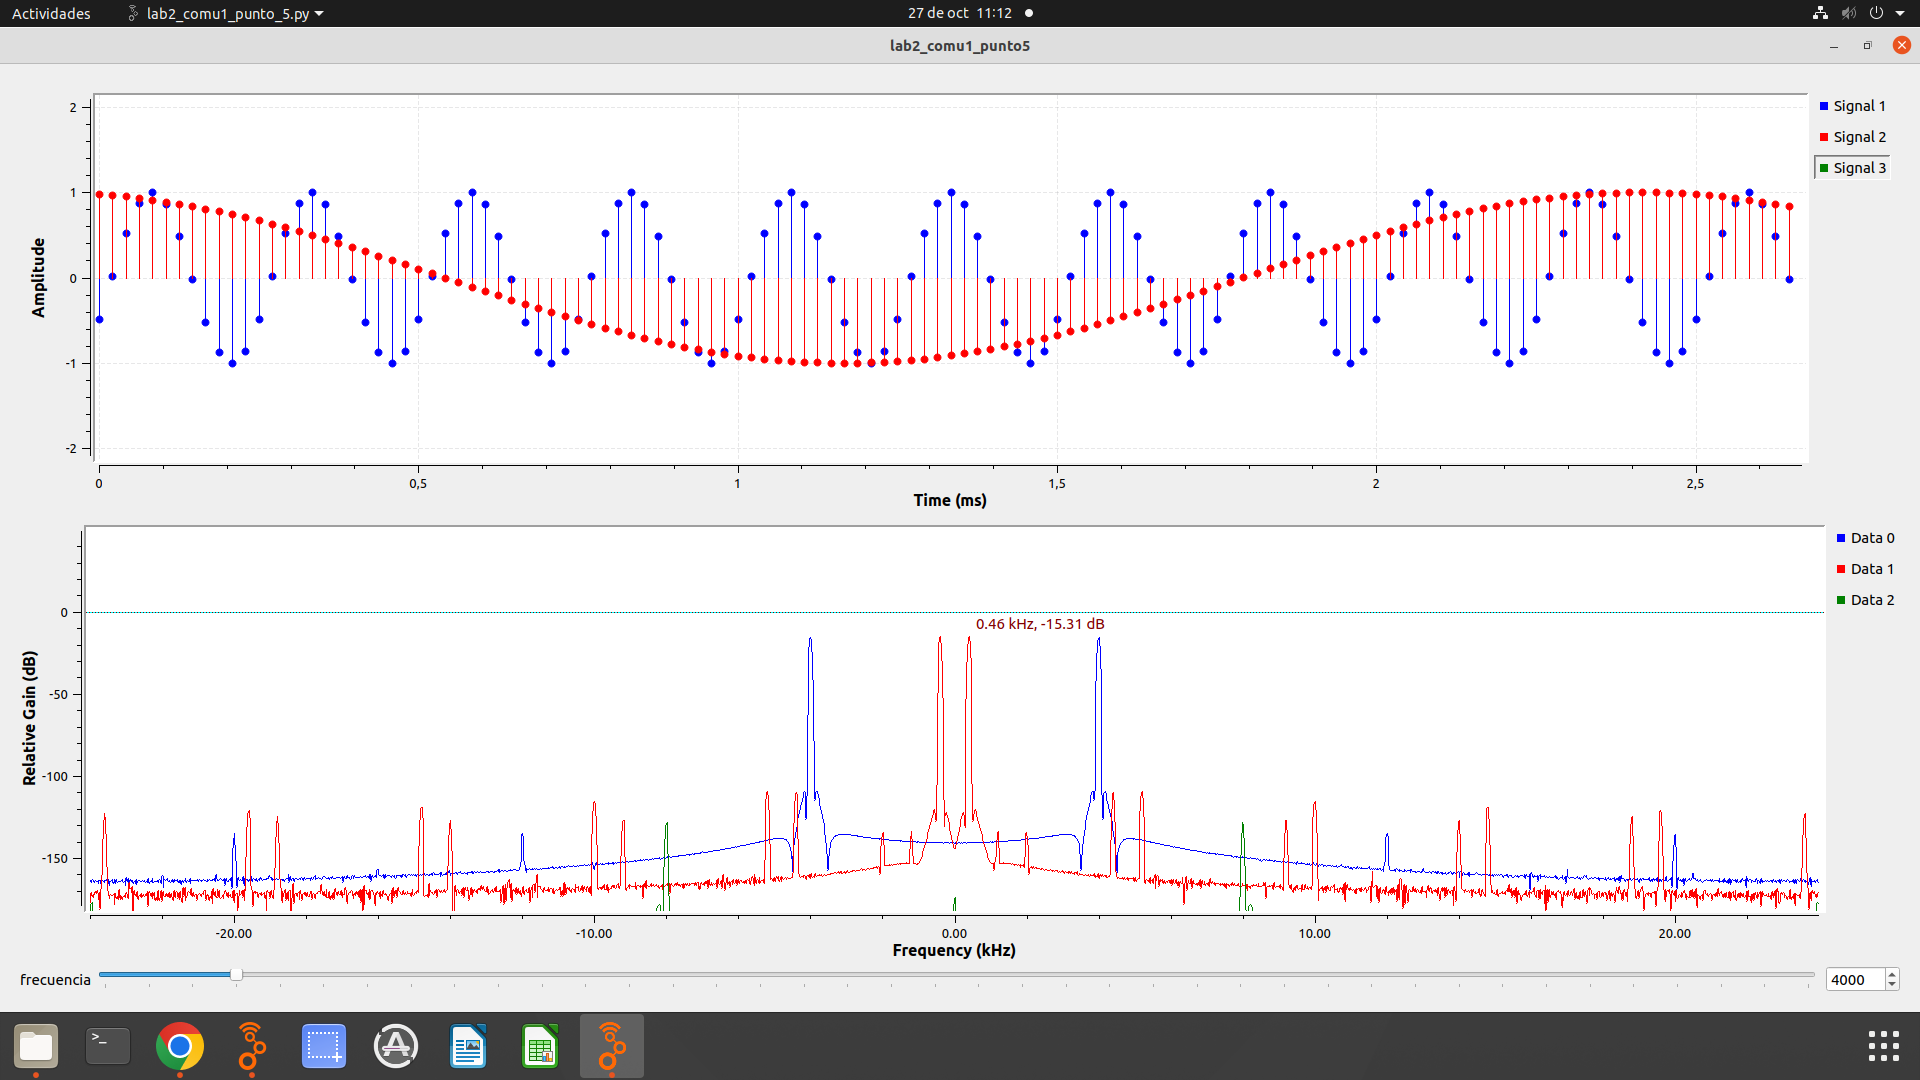 Actividades
lab2_comu1_punto_5.py
27 de oct 11:12
lab2_comu1_punto5
2
1
0
-1
-2
Amplitude
0
0,5
1
1,5
2
2,5
Time (ms)
Signal 1
Signal 2
Signal 3
0
-50
-100
-150
Relative Gain (dB)
0.46 kHz, -15.31 dB
-20.00
-10.00
0.00
10.00
20.00
Frequency (kHz)
Data 0
Data 1
Data 2
frecuencia
4000
>_